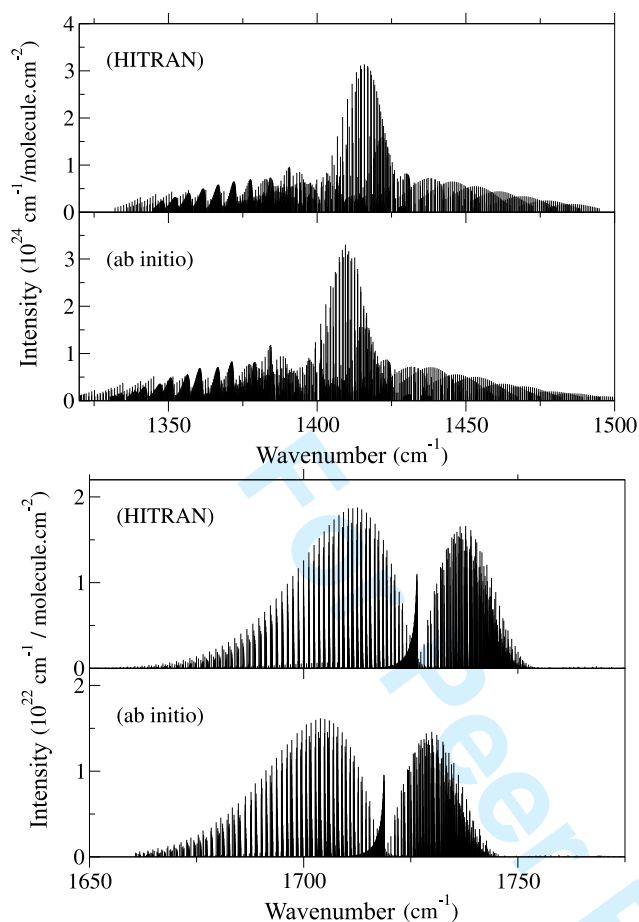 4
(HITRAN)
3
2
1
0
(ab initio)
3
2
1
0
Intensity (10^24 cm^-1/molecule.cm^-2)
1350 1400 1450 1500
Wavenumber (cm^-1)
2
(HITRAN)
1
0
(ab initio)
2
1
0
Intensity (10^22 cm^-1 / molecule.cm^-2)
1650 1700 1750
Wavenumber (cm^-1)
For Peer